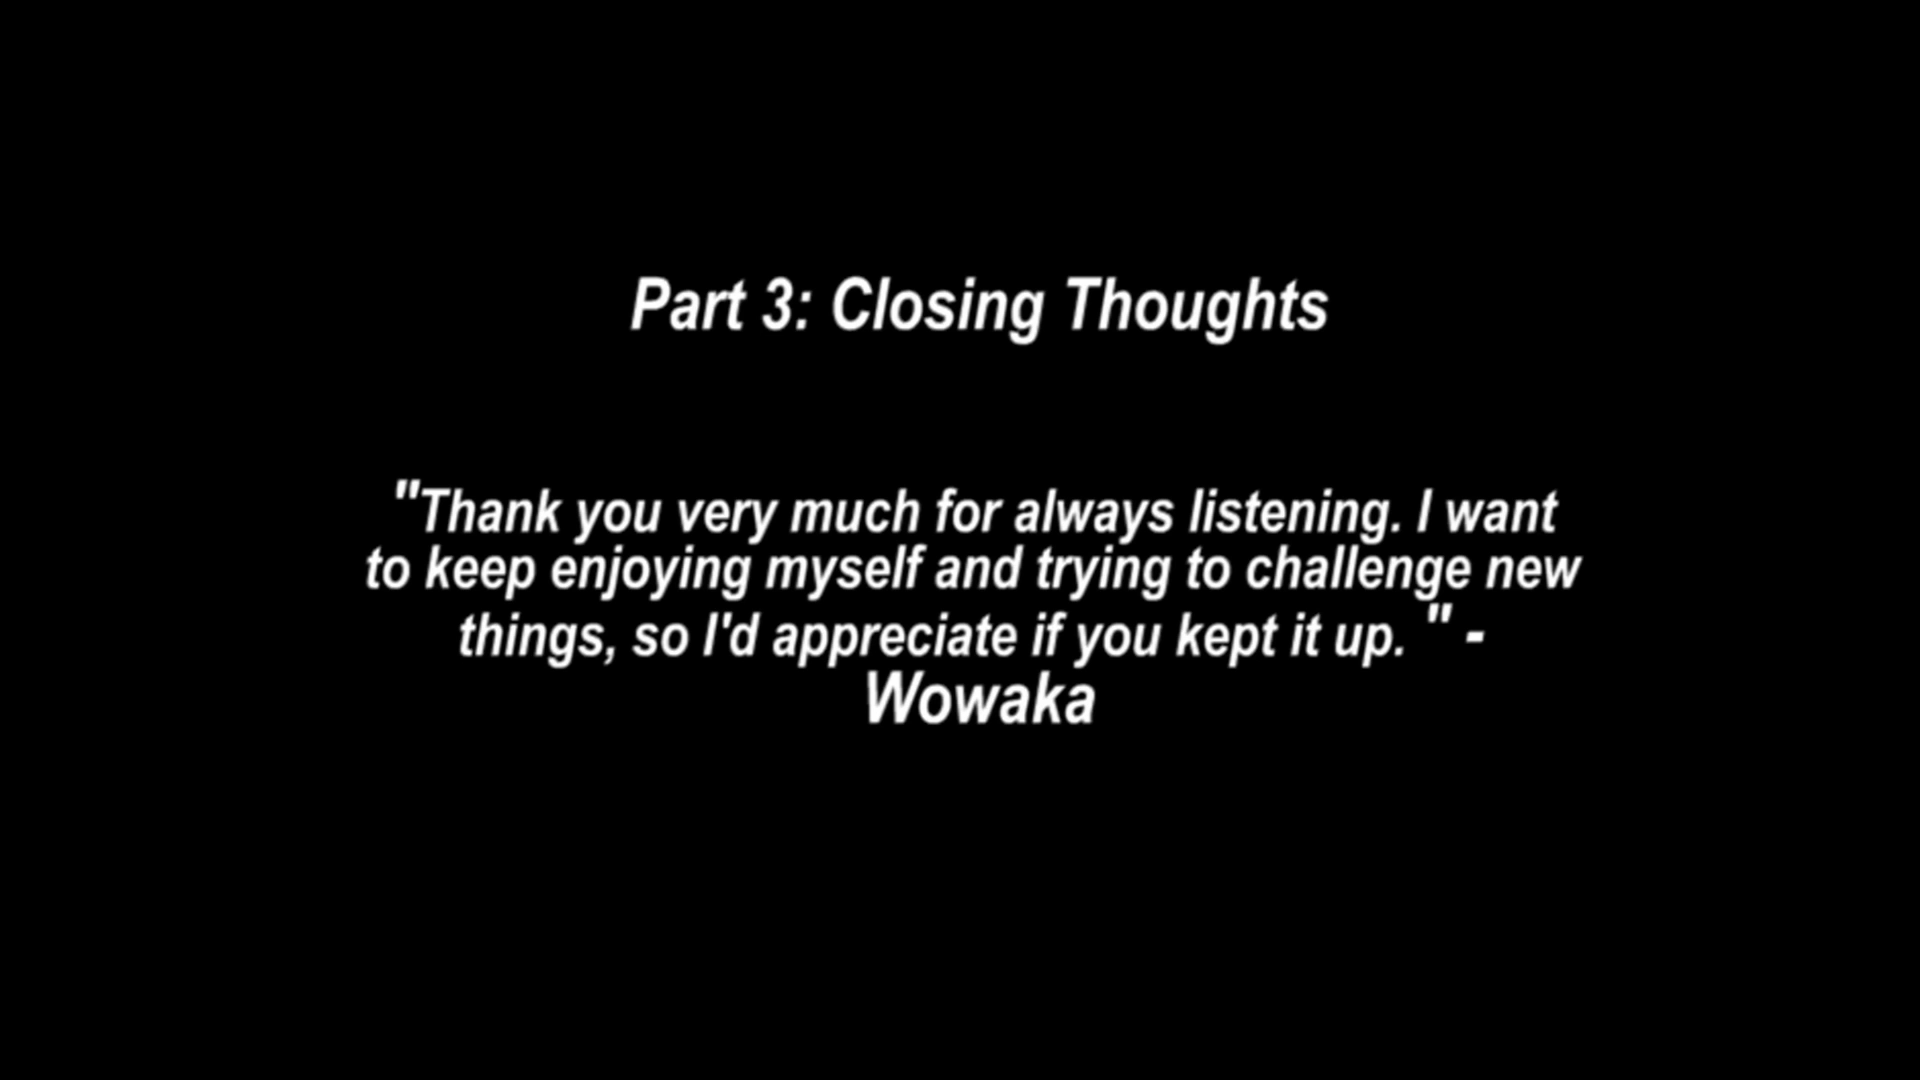 Part 3: Closing Thoughts
"Thank you very much for always listening. I want
to keep enjoying myself and trying to challenge new
things, so I'd appreciate if you kept it up. " -
Wowaka